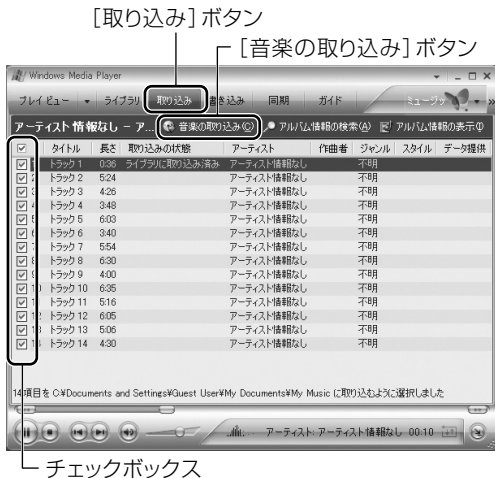 [取り込み] ボタン
[音楽の取り込み] ボタン
Windows Media Player
プレイ ビュー ライブラリ 取り込み 書き込み 同期 ガイド ミュージッ
アーティスト情報なし - ア... 音楽の取り込み(C) アルバム情報の検索(A) アルバム情報の表示
タイトル 長さ 取り込みの状態 アーティスト 作曲者 ジャンル スタイル データ提供
1 トラック 1 0:36 ライブラリに取り込み済み アーティスト情報なし 不明
2 トラック 2 5:24 アーティスト情報なし 不明
3 トラック 3 4:26 アーティスト情報なし 不明
4 トラック 4 3:48 アーティスト情報なし 不明
5 トラック 5 6:03 アーティスト情報なし 不明
6 トラック 6 3:40 アーティスト情報なし 不明
7 トラック 7 5:54 アーティスト情報なし 不明
8 トラック 8 6:30 アーティスト情報なし 不明
9 トラック 9 4:00 アーティスト情報なし 不明
10 トラック 10 6:35 アーティスト情報なし 不明
11 トラック 11 5:16 アーティスト情報なし 不明
12 トラック 12 6:05 アーティスト情報なし 不明
13 トラック 13 5:06 アーティスト情報なし 不明
14 トラック 14 4:30 アーティスト情報なし 不明
14項目を C:¥Documents and Settings¥Guest User¥My Documents¥My Music に取り込むように選択しました
アーティスト: アーティスト情報なし 00:10
チェックボックス